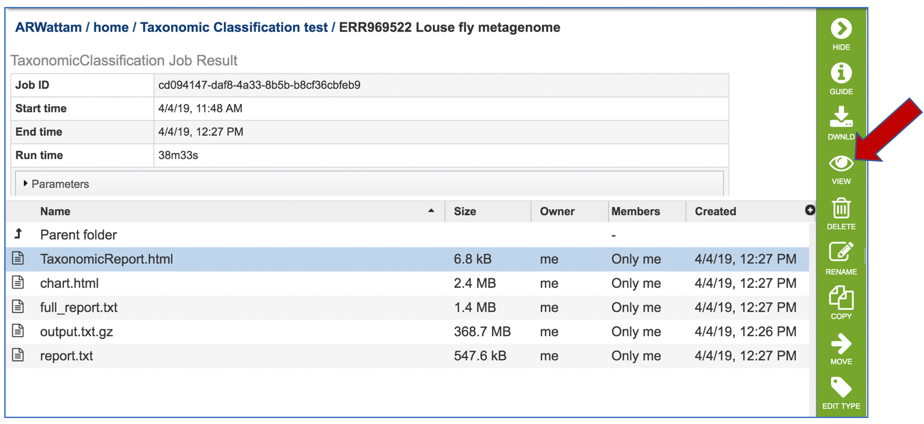 ARWattam / home / Taxonomic Classification test / ERR969522 Louse fly metagenome
TaxonomicClassification Job Result
Job ID cd094147-daf8-4a33-8b5b-b8cf36cbfeb9
Start time 4/4/19, 11:48 AM
End time 4/4/19, 12:27 PM
Run time 38m33s
Parameters
Name Size Owner Members Created
Parent folder -
TaxonomicReport.html 6.8 kB me Only me 4/4/19, 12:27 PM
chart.html 2.4 MB me Only me 4/4/19, 12:27 PM
full_report.txt 1.4 MB me Only me 4/4/19, 12:27 PM
output.txt.gz 368.7 MB me Only me 4/4/19, 12:26 PM
report.txt 547.6 kB me Only me 4/4/19, 12:27 PM
HIDE
GUIDE
DWNLD
VIEW
DELETE
RENAME
COPY
MOVE
EDIT TYPE